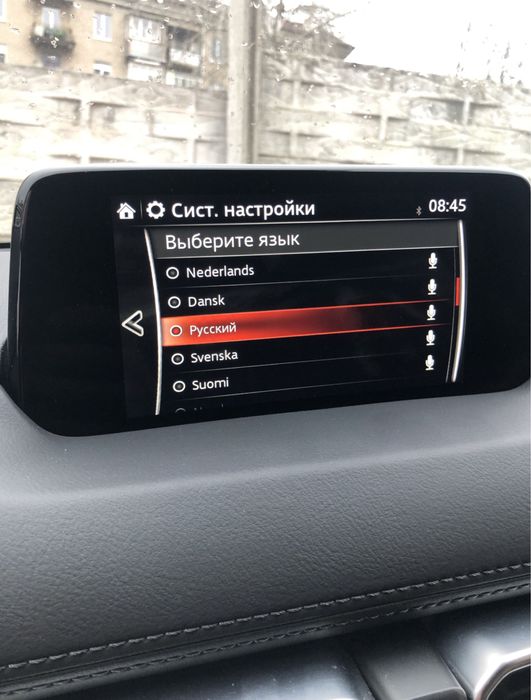 Сист. настройки 08:45
Выберите язык
Nederlands
Dansk
Русский
Svenska
Suomi